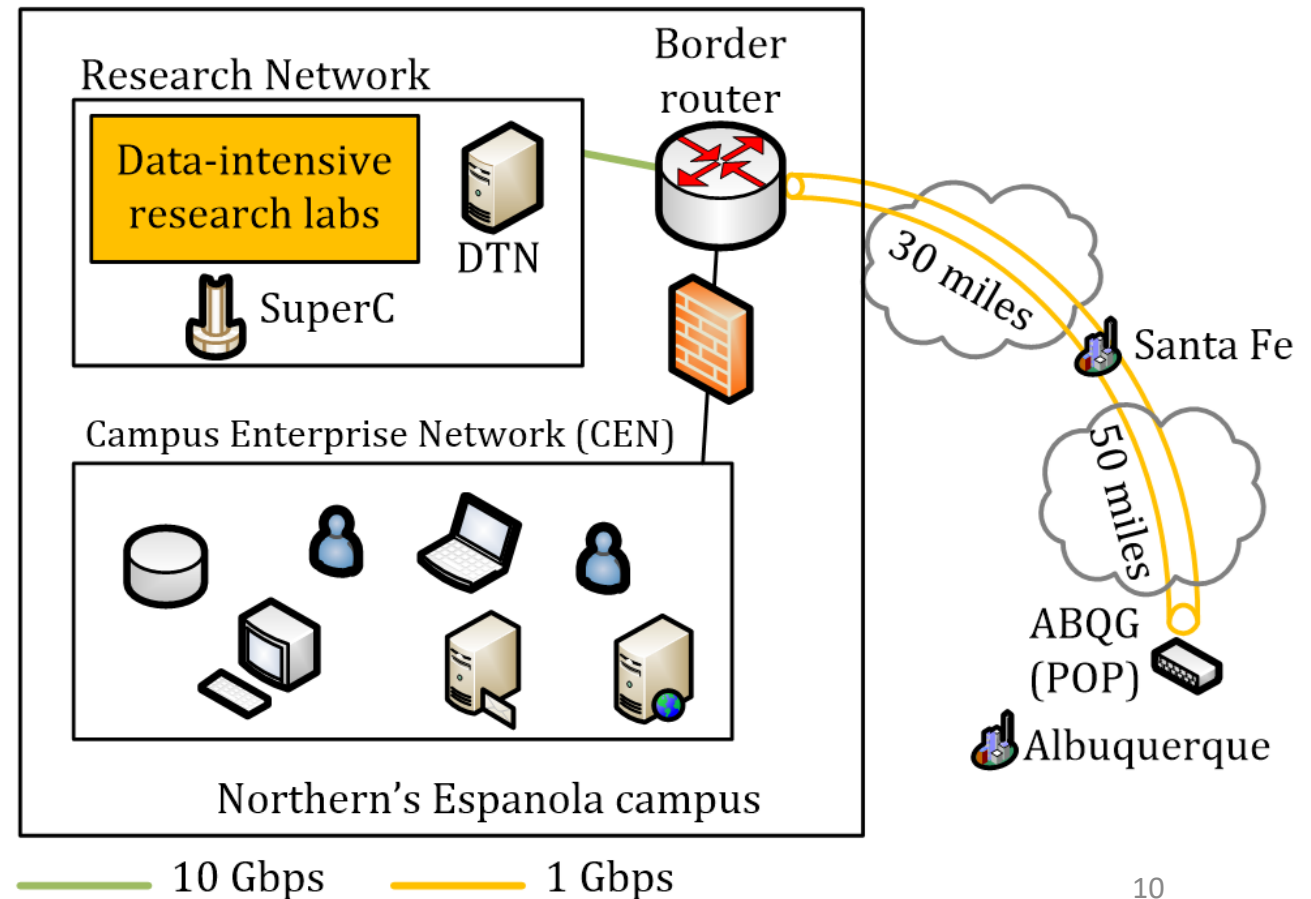 Research Network
Border
router
Data-intensive
research labs
DTN
SuperC
30 miles
Santa Fe
Campus Enterprise Network (CEN)
50 miles
ABQG
(POP)
Albuquerque
Northern’s Espanola campus
10 Gbps
1 Gbps
10